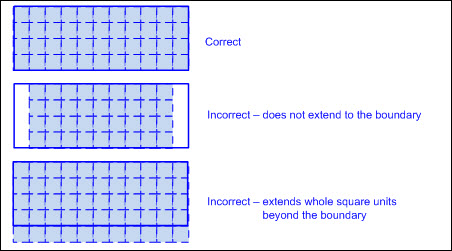 Correct
Incorrect – does not extend to the boundary
Incorrect – extends whole square units
beyond the boundary